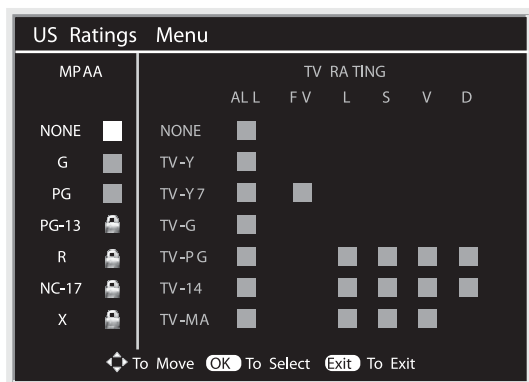 US Ratings Menu
MPAA TV RATING
ALL FV L S V D
NONE NONE
G TV-Y
PG TV-Y7
PG-13 TV-G
R TV-PG
NC-17 TV-14
X TV-MA
To Move OK To Select Exit To Exit